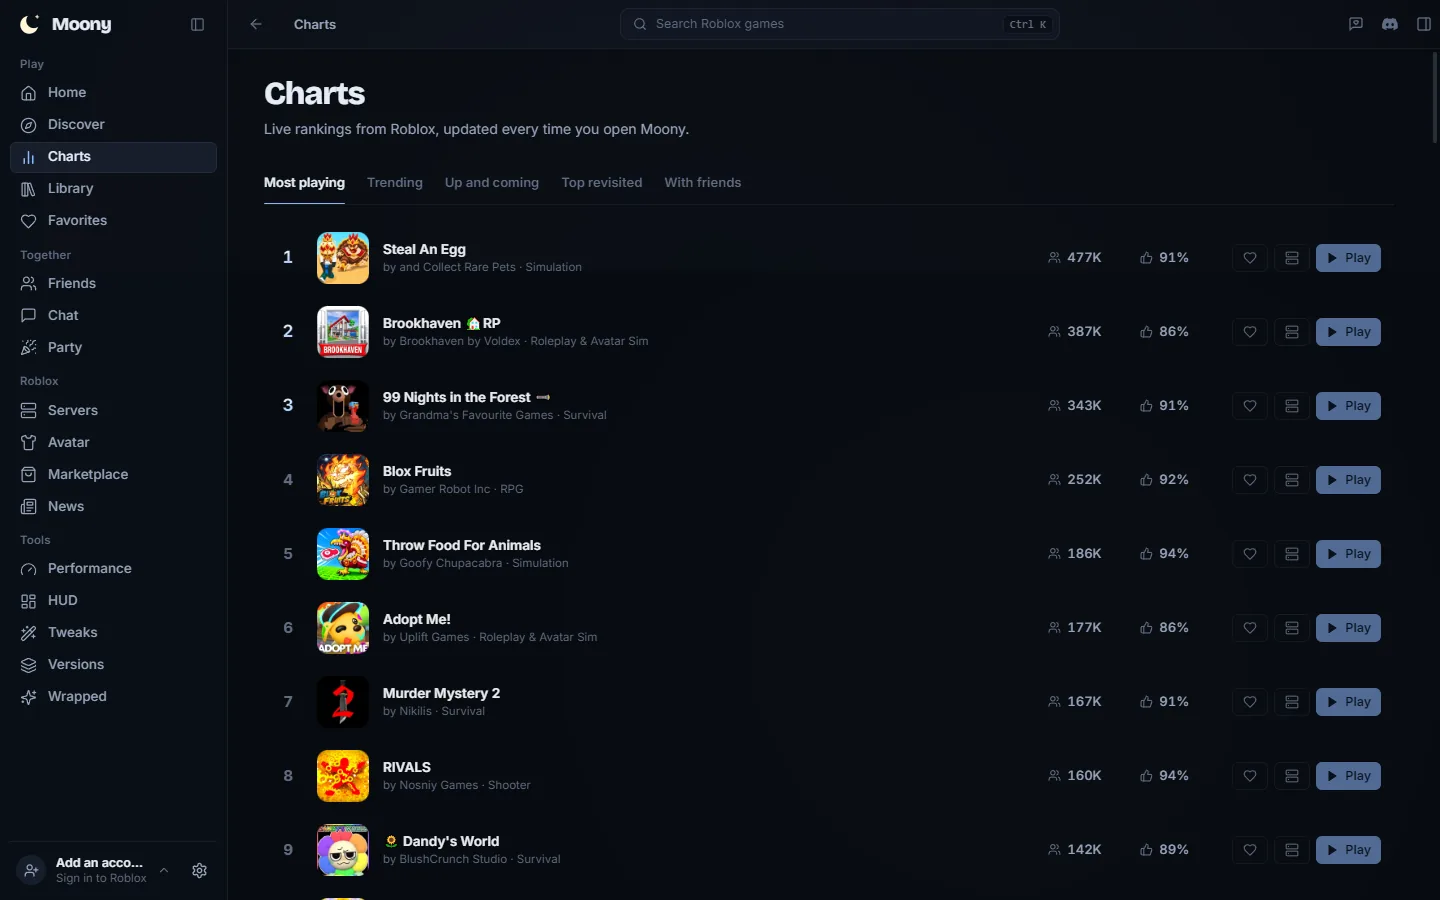 Moony
Charts
Search Roblox games
Ctrl K
Play
Home
Discover
Charts
Library
Favorites
Together
Friends
Chat
Party
Roblox
Servers
Avatar
Marketplace
News
Tools
Performance
HUD
Tweaks
Versions
Wrapped
Add an acco...
Sign in to Roblox
Charts
Live rankings from Roblox, updated every time you open Moony.
Most playing Trending Up and coming Top revisited With friends
1
Steal An Egg
by and Collect Rare Pets · Simulation
477K 91% Play
2
Brookhaven RP
by Brookhaven by Voldex · Roleplay & Avatar Sim
387K 86% Play
BROOKHAVEN
3
99 Nights in the Forest
by Grandma's Favourite Games · Survival
343K 91% Play
4
Blox Fruits
by Gamer Robot Inc · RPG
252K 92% Play
BLOX FRUITS
5
Throw Food For Animals
by Goofy Chupacabra · Simulation
186K 94% Play
6
Adopt Me!
by Uplift Games · Roleplay & Avatar Sim
177K 86% Play
ADOPT ME
7
Murder Mystery 2
by Nikilis · Survival
167K 91% Play
2
8
RIVALS
by Nosniy Games · Shooter
160K 94% Play
9
Dandy's World
by BlushCrunch Studio · Survival
142K 89% Play